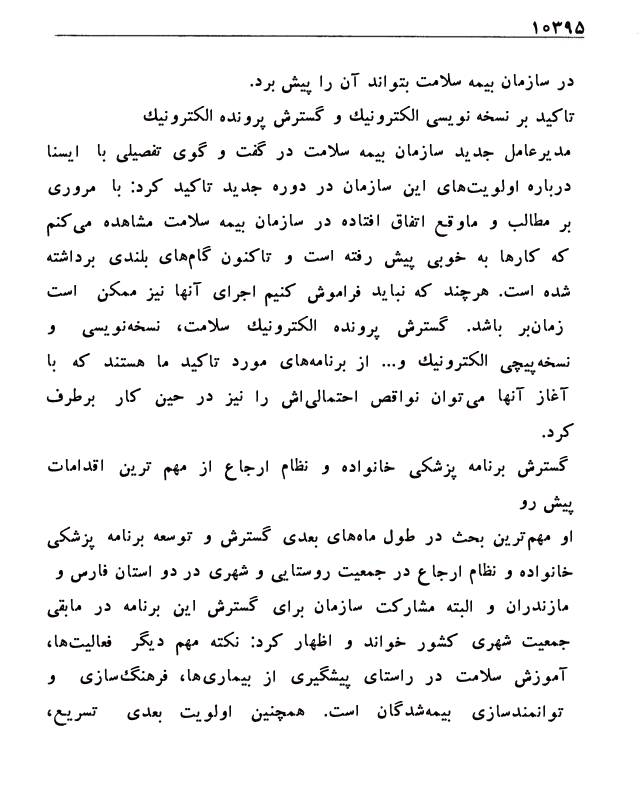 ۱۰۳۹۵
در سازمان بیمه سلامت بتواند آن را پیش برد.
تاکید بر نسخه نویسی الکترونیك و گسترش پرونده الکترونیك
مدیرعامل جدید سازمان بیمه سلامت در گفت و گوی تفصیلی با ایسنا
درباره اولویت‌های این سازمان در دوره جدید تاکید کرد: با مروری
بر مطالب و ماوقع اتفاق افتاده در سازمان بیمه سلامت مشاهده می‌کنم
که کارها به خوبی پیش رفته است و تاکنون گام‌های بلندی برداشته
شده است. هرچند که نباید فراموش کنیم اجرای آنها نیز ممکن است
زمان‌بر باشد. گسترش پرونده الکترونیك سلامت، نسخه‌نویسی و
نسخه‌پیچی الکترونیك و... از برنامه‌های مورد تاکید ما هستند که با
آغاز آنها می‌توان نواقص احتمالی‌اش را نیز در حین کار برطرف
کرد.
گسترش برنامه پزشکی خانواده و نظام ارجاع از مهم ترین اقدامات
پیش رو
او مهم‌ترین بحث در طول ماه‌های بعدی گسترش و توسعه برنامه پزشکی
خانواده و نظام ارجاع در جمعیت روستایی و شهری در دو استان فارس و
مازندران و البته مشارکت سازمان برای گسترش این برنامه در مابقی
جمعیت شهری کشور خواند و اظهار کرد: نکته مهم دیگر فعالیت‌ها،
آموزش سلامت در راستای پیشگیری از بیماری‌ها، فرهنگ‌سازی و
توانمندسازی بیمه‌شدگان است. همچنین اولویت بعدی تسریع،